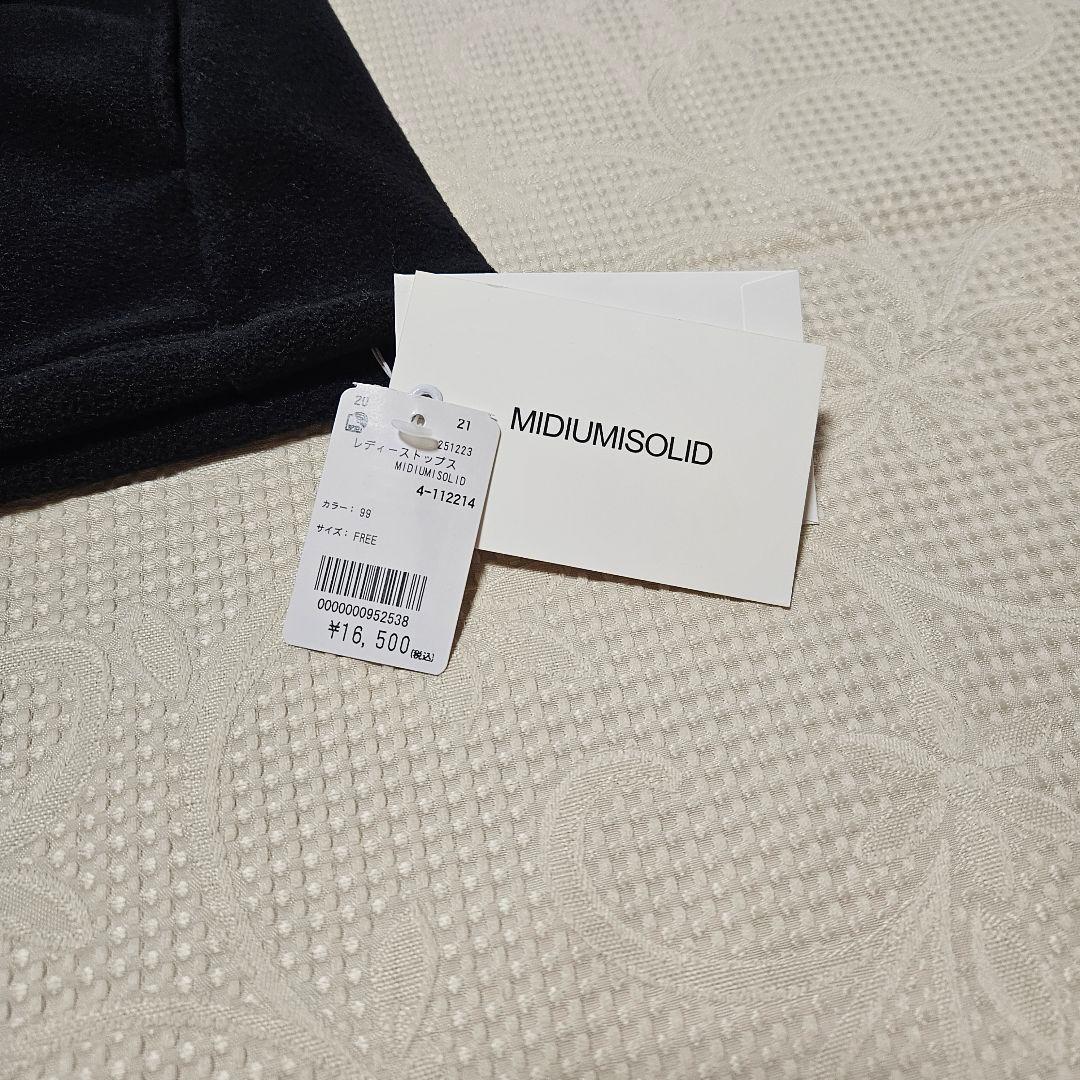 20
21
251223
レディーストップス
MIDIUMISOLID
4-112214
カラー: 99
サイズ: FREE
0000000952538
¥16,500(税込)
MIDIUMISOLID